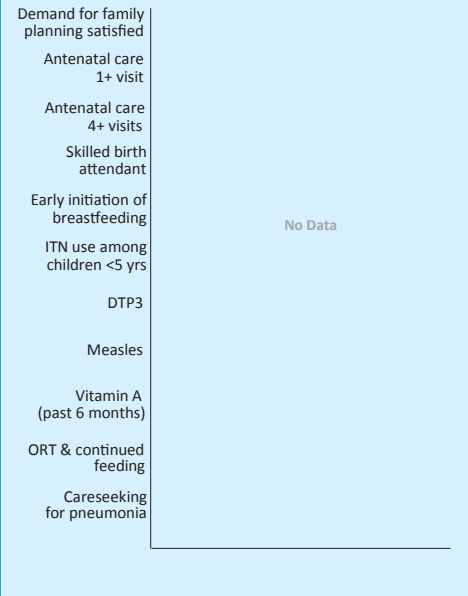 Demand for family
planning satisfied
Antenatal care
1+ visit
Antenatal care
4+ visits
Skilled birth
attendant
Early initiation of
breastfeeding
No Data
ITN use among
children <5 yrs
DTP3
Measles
Vitamin A
(past 6 months)
ORT & continued
feeding
Careseeking
for pneumonia